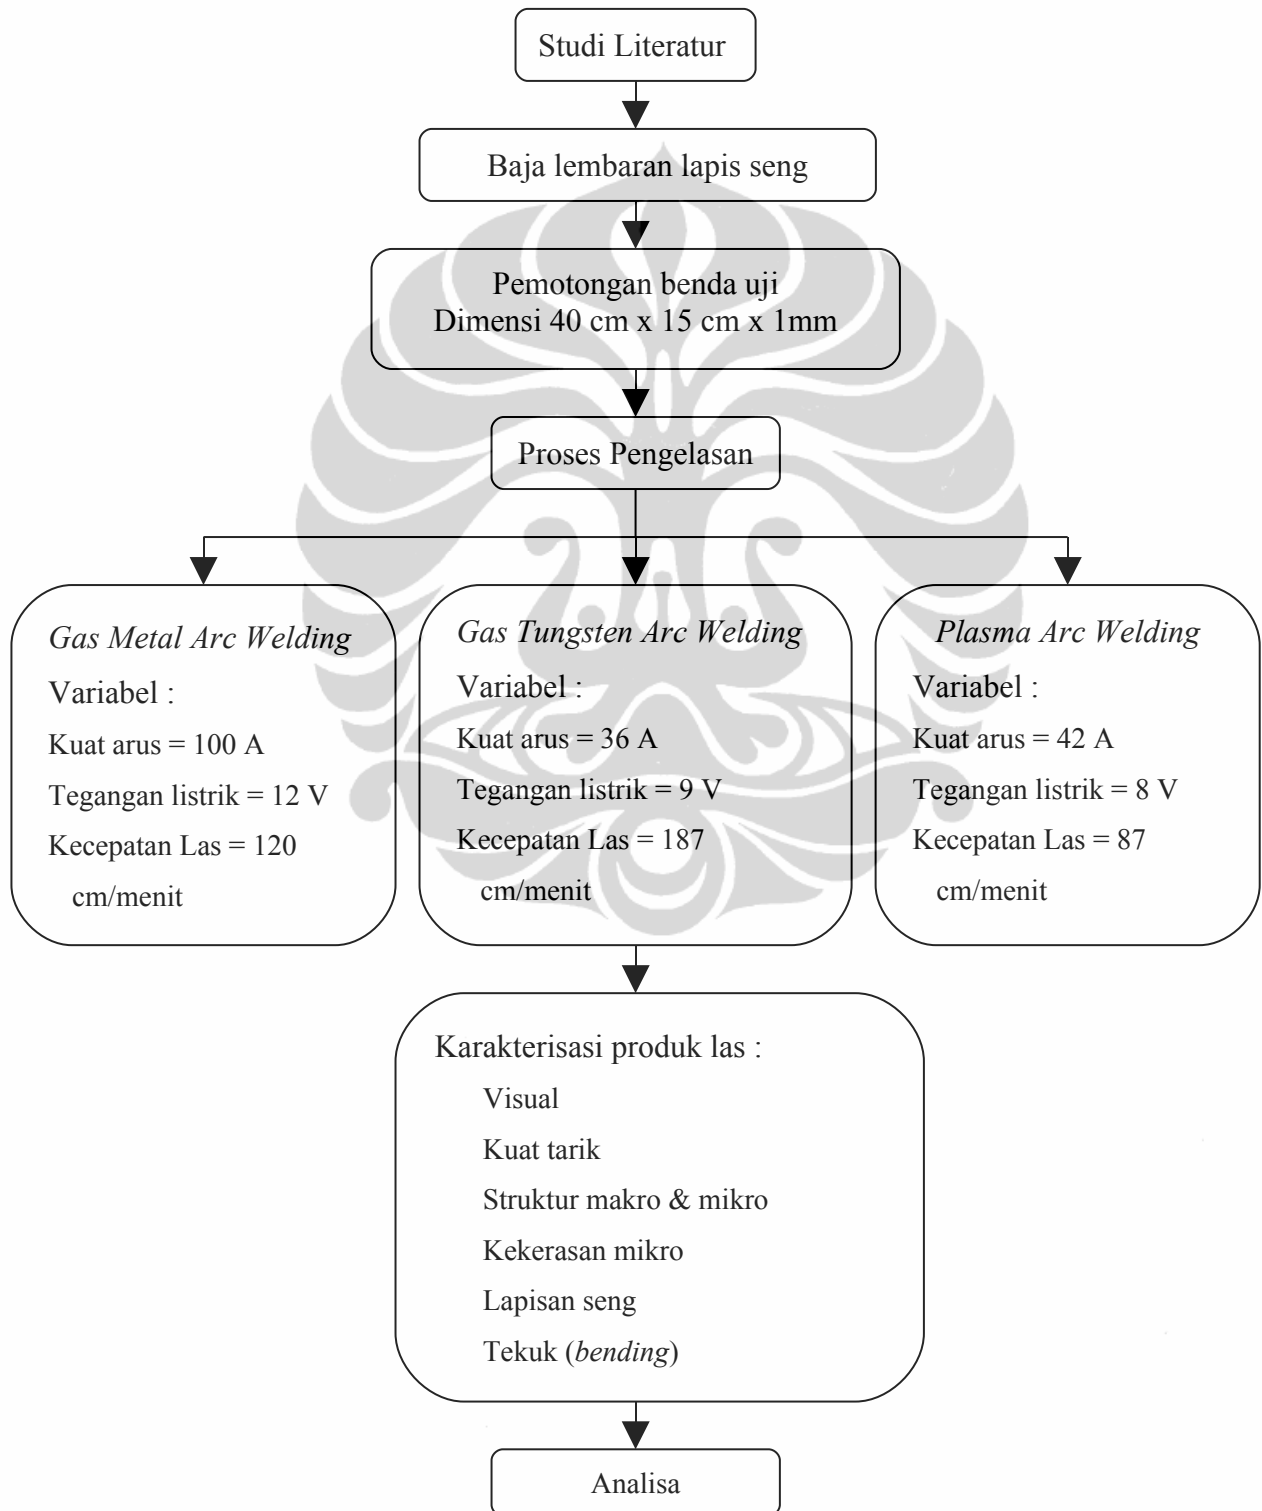 Studi Literatur
Baja lembaran lapis seng
Pemotongan benda uji
Dimensi 40 cm x 15 cm x 1mm
Proses Pengelasan
Gas Metal Arc Welding
Variabel :
Kuat arus = 100 A
Tegangan listrik = 12 V
Kecepatan Las = 120
cm/menit
Gas Tungsten Arc Welding
Variabel :
Kuat arus = 36 A
Tegangan listrik = 9 V
Kecepatan Las = 187
cm/menit
Plasma Arc Welding
Variabel :
Kuat arus = 42 A
Tegangan listrik = 8 V
Kecepatan Las = 87
cm/menit
Karakterisasi produk las :
Visual
Kuat tarik
Struktur makro & mikro
Kekerasan mikro
Lapisan seng
Tekuk (bending)
Analisa